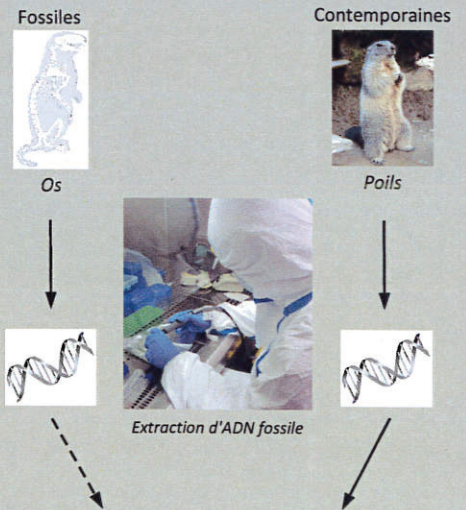 Fossiles
Contemporaines
Os
Poils
Extraction d'ADN fossile